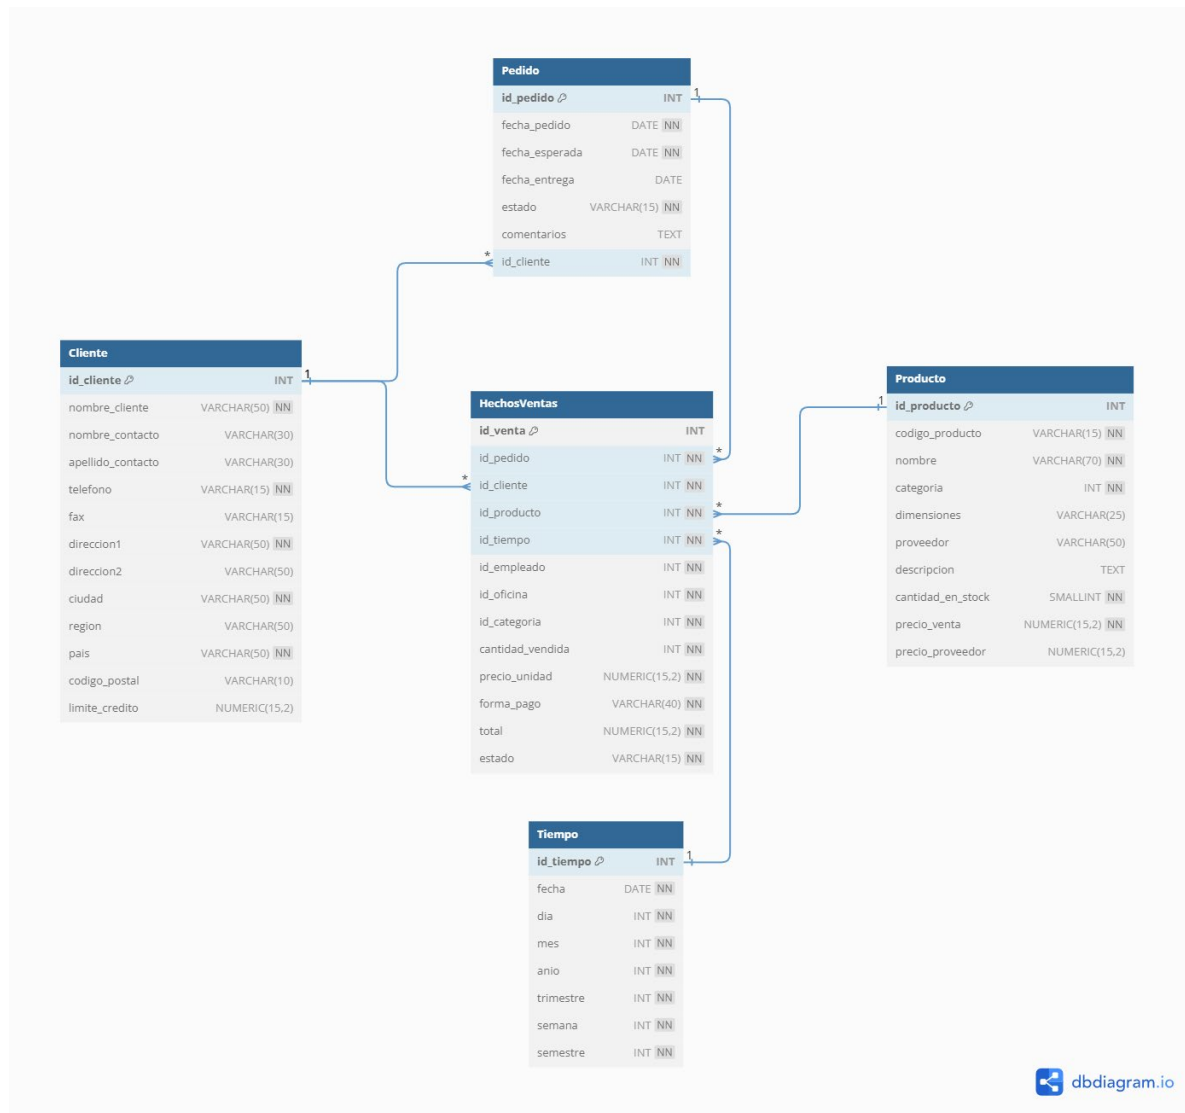 Pedido
id_pedido INT
fecha_pedido DATE NN
fecha_esperada DATE NN
fecha_entrega DATE
estado VARCHAR(15) NN
comentarios TEXT
id_cliente INT NN
1
*
Cliente
id_cliente INT
nombre_cliente VARCHAR(50) NN
nombre_contacto VARCHAR(30)
apellido_contacto VARCHAR(30)
telefono VARCHAR(15) NN
fax VARCHAR(15)
direccion1 VARCHAR(50) NN
direccion2 VARCHAR(50)
ciudad VARCHAR(50) NN
region VARCHAR(50)
pais VARCHAR(50) NN
codigo_postal VARCHAR(10)
limite_credito NUMERIC(15,2)
1
*
HechosVentas
id_venta INT
id_pedido INT NN
id_cliente INT NN
id_producto INT NN
id_tiempo INT NN
id_empleado INT NN
id_oficina INT NN
id_categoria INT NN
cantidad_vendida INT NN
precio_unidad NUMERIC(15,2) NN
forma_pago VARCHAR(40) NN
total NUMERIC(15,2) NN
estado VARCHAR(15) NN
*
*
*
1
Producto
id_producto INT
codigo_producto VARCHAR(15) NN
nombre VARCHAR(70) NN
categoria INT NN
dimensiones VARCHAR(25)
proveedor VARCHAR(50)
descripcion TEXT
cantidad_en_stock SMALLINT NN
precio_venta NUMERIC(15,2) NN
precio_proveedor NUMERIC(15,2)
Tiempo
id_tiempo INT
fecha DATE NN
dia INT NN
mes INT NN
anio INT NN
trimestre INT NN
semana INT NN
semestre INT NN
1
dbdiagram.io